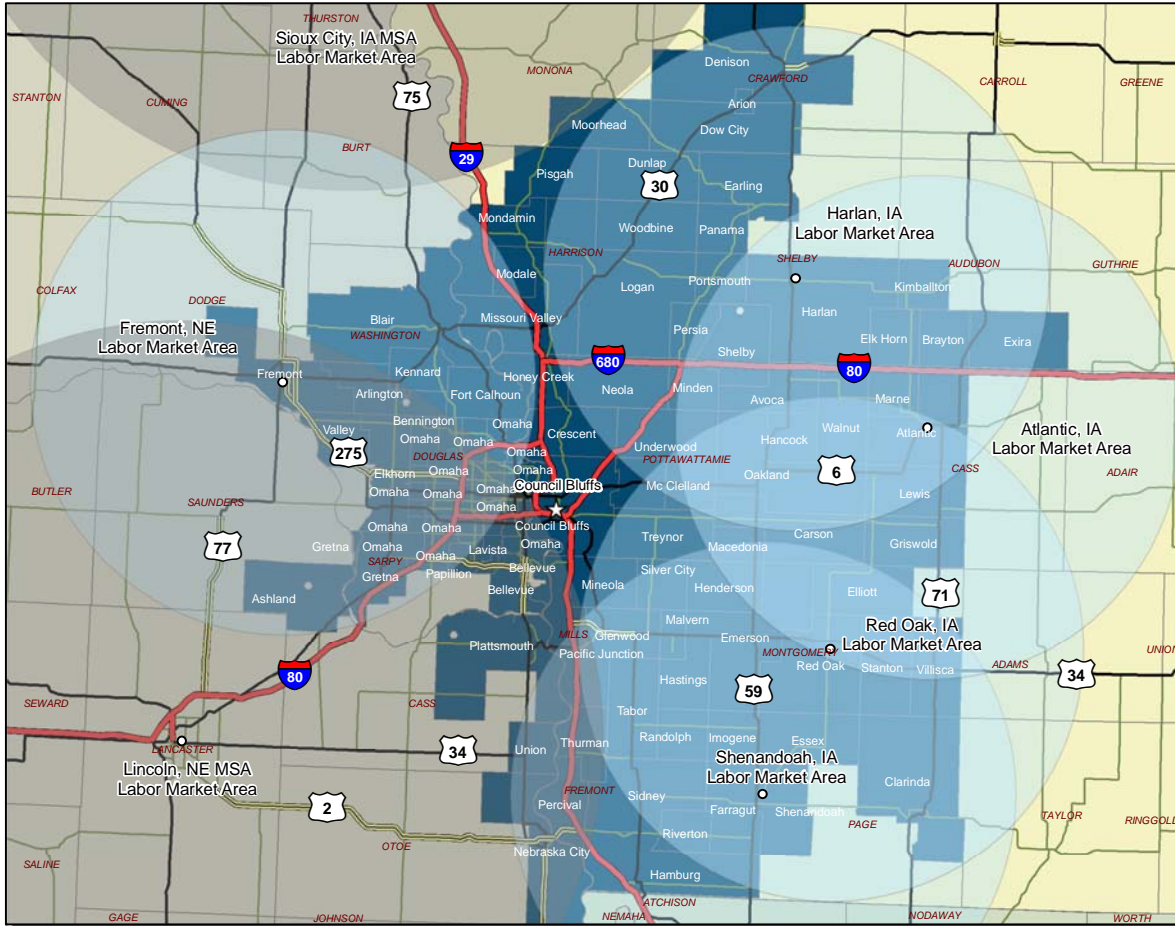 THURSTON
Sioux City, IA MSA
Labor Market Area
MONONA
Denison
CRAWFORD
CARROLL
GREENE
STANTON
CUMING
75
Arion
Moorhead
Dow City
BURT
29
Dunlap
Pisgah
30
Earling
Mondamin
Woodbine
Panama
Harlan, IA
Labor Market Area
HARRISON
SHELBY
AUDUBON
GUTHRIE
Modale
Logan
Portsmouth
Kimballton
COLFAX
DODGE
Harlan
Blair
Missouri Valley
Fremont, NE
Labor Market Area
WASHINGTON
Persia
Elk Horn
Brayton
Exira
Shelby
680
80
Fremont
Kennard
Honey Creek
Neola
Minden
Arlington
Fort Calhoun
Avoca
Marne
Bennington
Omaha
Valley
Omaha
Omaha
Crescent
Hancock
Walnut
Atlantic
Atlantic, IA
Labor Market Area
275
DOUGLAS
Omaha
Underwood
POTTAWATTAMIE
Elkhorn
Omaha
Omaha
Oakland
6
CASS
ADAIR
BUTLER
SAUNDERS
Omaha
Omaha
Omaha
Council Bluffs
Mc Clelland
Lewis
Omaha
Council Bluffs
Omaha
Omaha
Treynor
Carson
Griswold
77
Gretna
Omaha
Omaha
Lavista
Omaha
Macedonia
SARPY
Gretna
Papillion
Bellevue
Silver City
Ashland
Bellevue
Mineola
Henderson
Elliott
71
Malvern
Red Oak, IA
Labor Market Area
Plattsmouth
MILLS
Glenwood
Emerson
Pacific Junction
MONTGOMERY
Red Oak
Stanton
Villisca
ADAMS
UNION
80
Hastings
59
34
SEWARD
CASS
Tabor
LANCASTER
34
Union
Thurman
Randolph
Imogene
Essex
Lincoln, NE MSA
Labor Market Area
Shenandoah, IA
Labor Market Area
Clarinda
FREMONT
Sidney
2
Percival
Farragut
Shenandoah
PAGE
TAYLOR
RINGGOLD
OTOE
Riverton
Nebraska City
SALINE
Hamburg
ATCHISON
GAGE
JOHNSON
NEMAHA
NODAWAY
WORTH